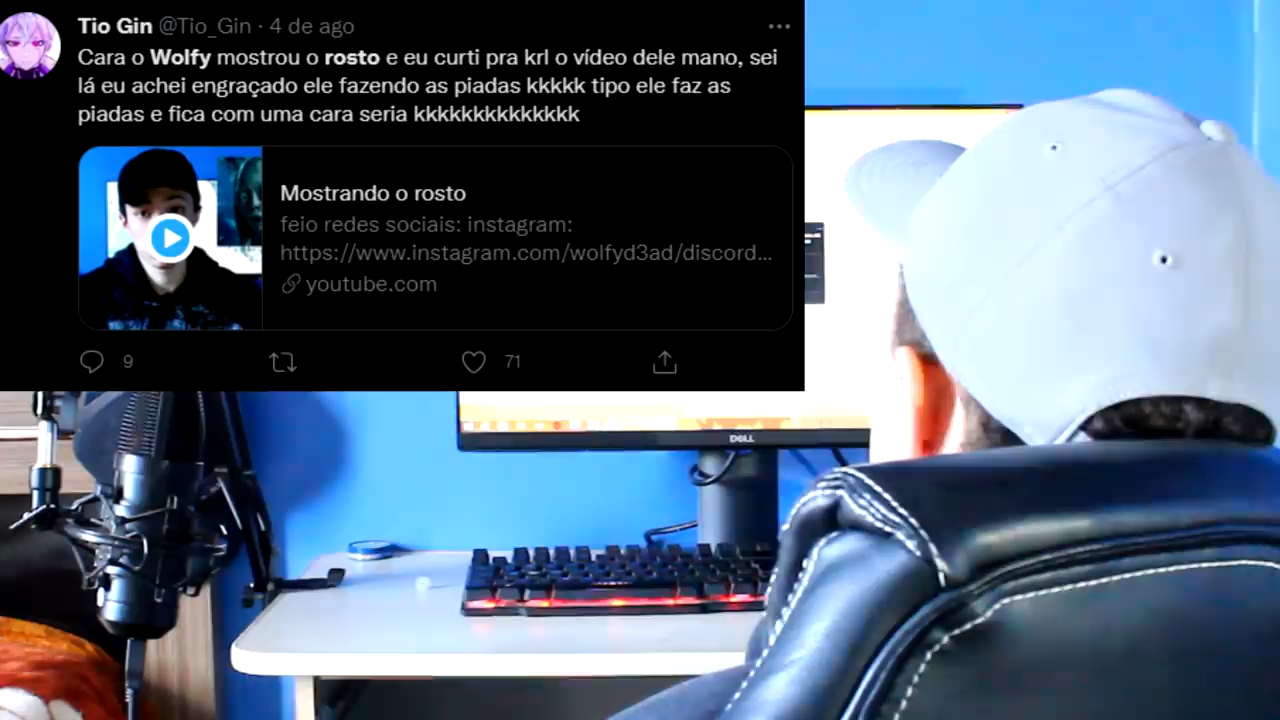 Tio Gin @Tio_Gin · 4 de ago
Cara o Wolfy mostrou o rosto e eu curti pra krl o vídeo dele mano, sei
lá eu achei engraçado ele fazendo as piadas kkkkk tipo ele faz as
piadas e fica com uma cara seria kkkkkkkkkkkkkk
Mostrando o rosto
feio redes sociais: instagram:
https://www.instagram.com/wolfyd3ad/discord...
youtube.com
9
71
DELL